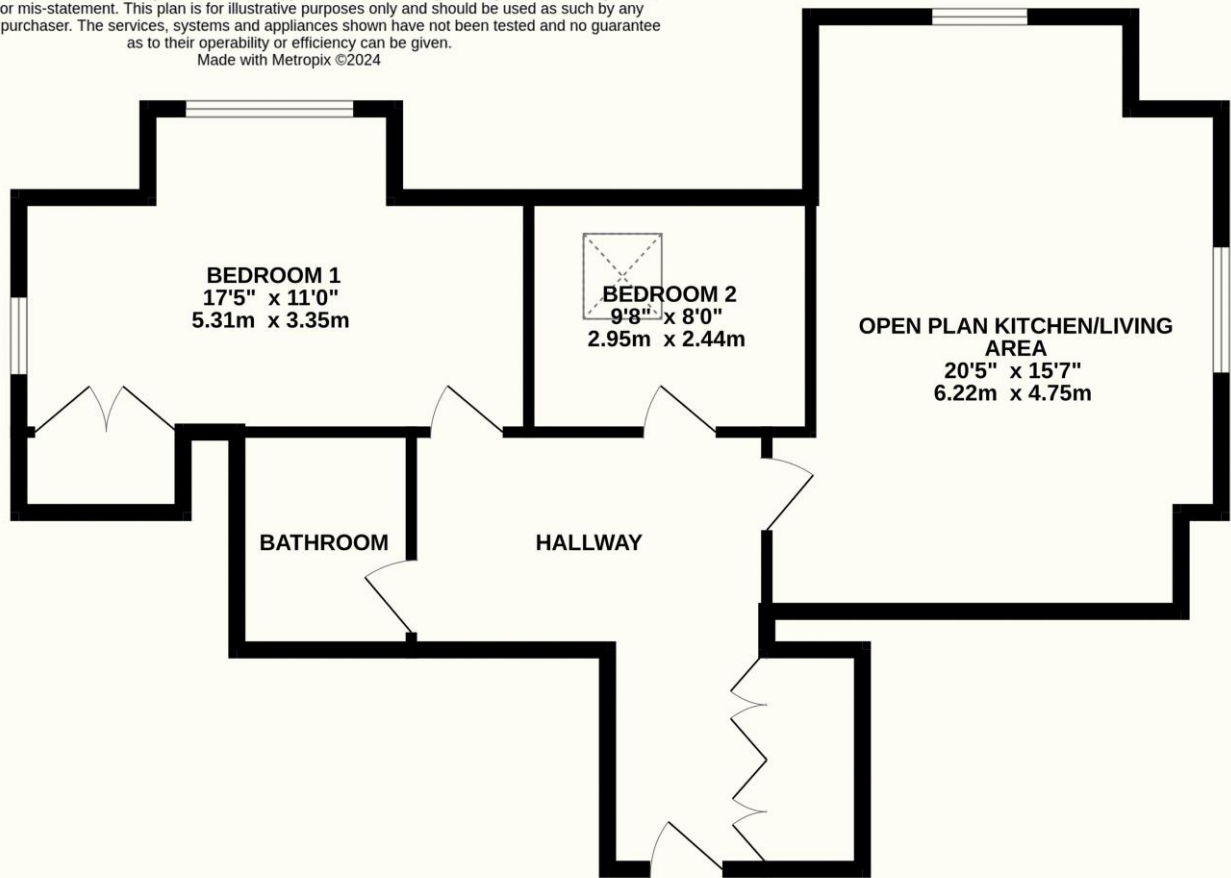 or mis-statement. This plan is for illustrative purposes only and should be used as such by any
purchaser. The services, systems and appliances shown have not been tested and no guarantee
as to their operability or efficiency can be given.
Made with Metropix ©2024
BEDROOM 1
17'5" x 11'0"
5.31m x 3.35m
BEDROOM 2
9'8" x 8'0"
2.95m x 2.44m
OPEN PLAN KITCHEN/LIVING
AREA
20'5" x 15'7"
6.22m x 4.75m
BATHROOM
HALLWAY